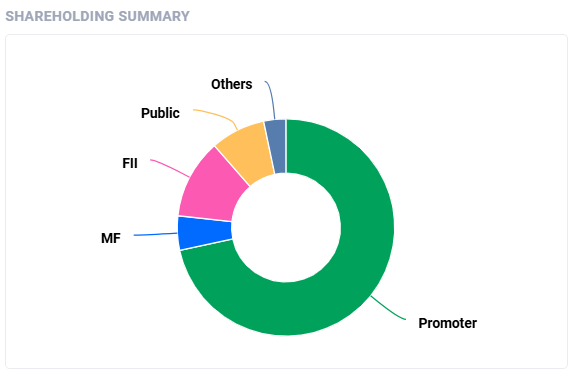 SHAREHOLDING SUMMARY
Others
Public
FII
MF
Promoter